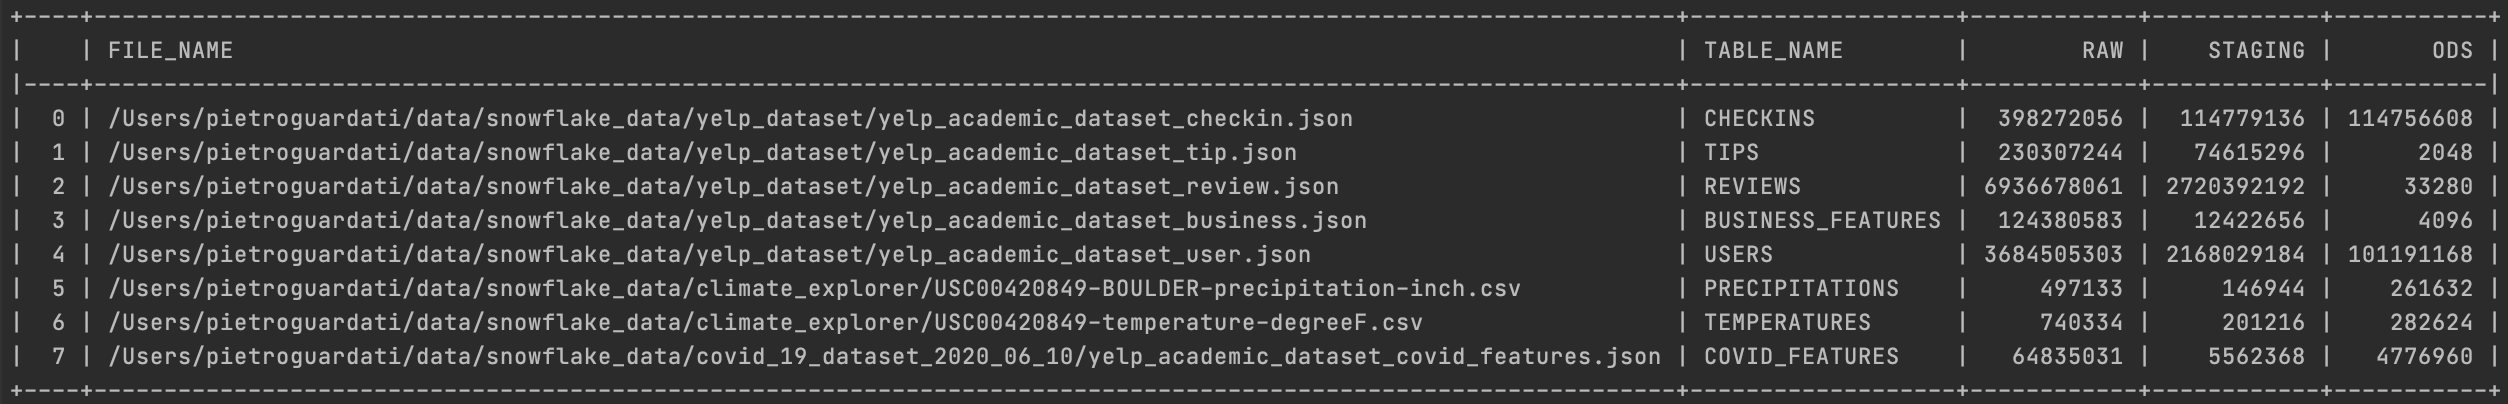 +----+------------------------------------------------------------------------------------------------------------------+-------------------+------------+------------+-----------+
|    | FILE_NAME                                                                                                        | TABLE_NAME        |        RAW |    STAGING |       ODS |
|----+------------------------------------------------------------------------------------------------------------------+-------------------+------------+------------+-----------|
|  0 | /Users/pietroguardati/data/snowflake_data/yelp_dataset/yelp_academic_dataset_checkin.json                        | CHECKINS          |  398272056 |  114779136 | 114756608 |
|  1 | /Users/pietroguardati/data/snowflake_data/yelp_dataset/yelp_academic_dataset_tip.json                            | TIPS              |  230307244 |   74615296 |      2048 |
|  2 | /Users/pietroguardati/data/snowflake_data/yelp_dataset/yelp_academic_dataset_review.json                         | REVIEWS           | 6936678061 | 2720392192 |     33280 |
|  3 | /Users/pietroguardati/data/snowflake_data/yelp_dataset/yelp_academic_dataset_business.json                       | BUSINESS_FEATURES |  124380583 |   12422656 |      4096 |
|  4 | /Users/pietroguardati/data/snowflake_data/yelp_dataset/yelp_academic_dataset_user.json                           | USERS             | 3684505303 | 2168029184 | 101191168 |
|  5 | /Users/pietroguardati/data/snowflake_data/climate_explorer/USC00420849-BOULDER-precipitation-inch.csv            | PRECIPITATIONS    |     497133 |     146944 |    261632 |
|  6 | /Users/pietroguardati/data/snowflake_data/climate_explorer/USC00420849-temperature-degreeF.csv                   | TEMPERATURES      |     740334 |     201216 |    282624 |
|  7 | /Users/pietroguardati/data/snowflake_data/covid_19_dataset_2020_06_10/yelp_academic_dataset_covid_features.json | COVID_FEATURES    |   64835031 |    5562368 |   4776960 |
+----+------------------------------------------------------------------------------------------------------------------+-------------------+------------+------------+-----------+